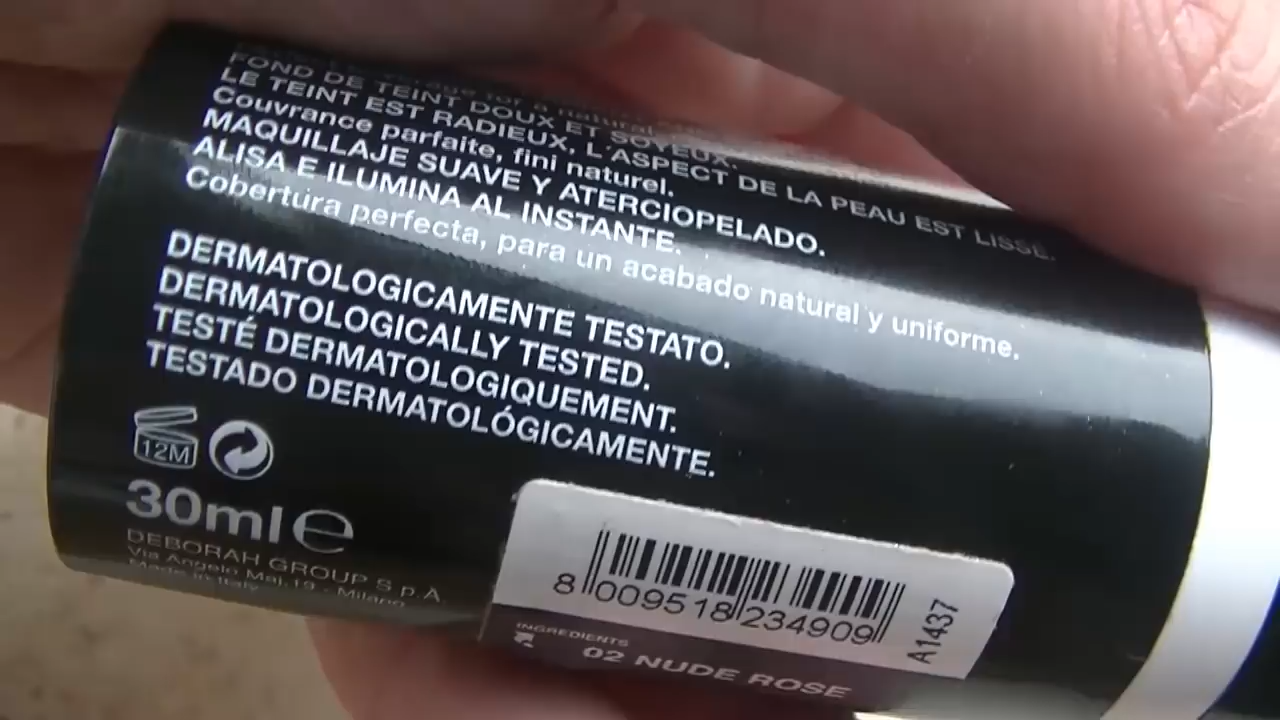 for a natural
FOND DE TEINT DOUX ET SOYEUX.
LE TEINT EST RADIEUX, L'ASPECT DE LA PEAU EST LISSE.
Couvrance parfaite, fini naturel.
MAQUILLAJE SUAVE Y ATERCIOPELADO.
ALISA E ILUMINA AL INSTANTE.
Cobertura perfecta, para un acabado natural y uniforme.
DERMATOLOGICAMENTE TESTATO.
DERMATOLOGICALLY TESTED.
TESTÉ DERMATOLOGIQUEMENT.
TESTADO DERMATOLÓGICAMENTE.
12M
30ml e
DEBORAH GROUP S.p.A.
Via Angelo Maj, 19 - Milano
Made in Italy
8 009518 234909
A1437
INGREDIENTS
02 NUDE ROSE